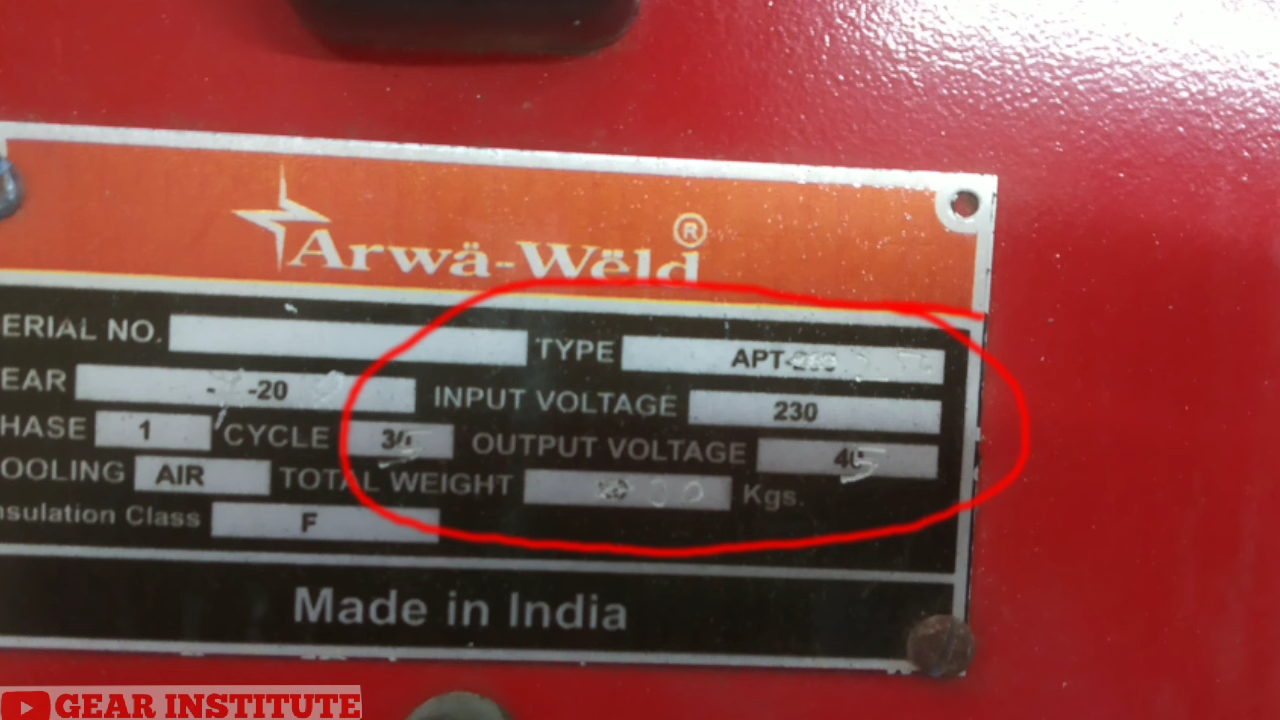 Arwä-Wëld ®
ERIAL NO. TYPE APT-
EAR - -20 INPUT VOLTAGE 230
HASE 1 CYCLE OUTPUT VOLTAGE
OOLING AIR TOTAL WEIGHT Kgs.
nsulation Class F
Made in India
GEAR INSTITUTE